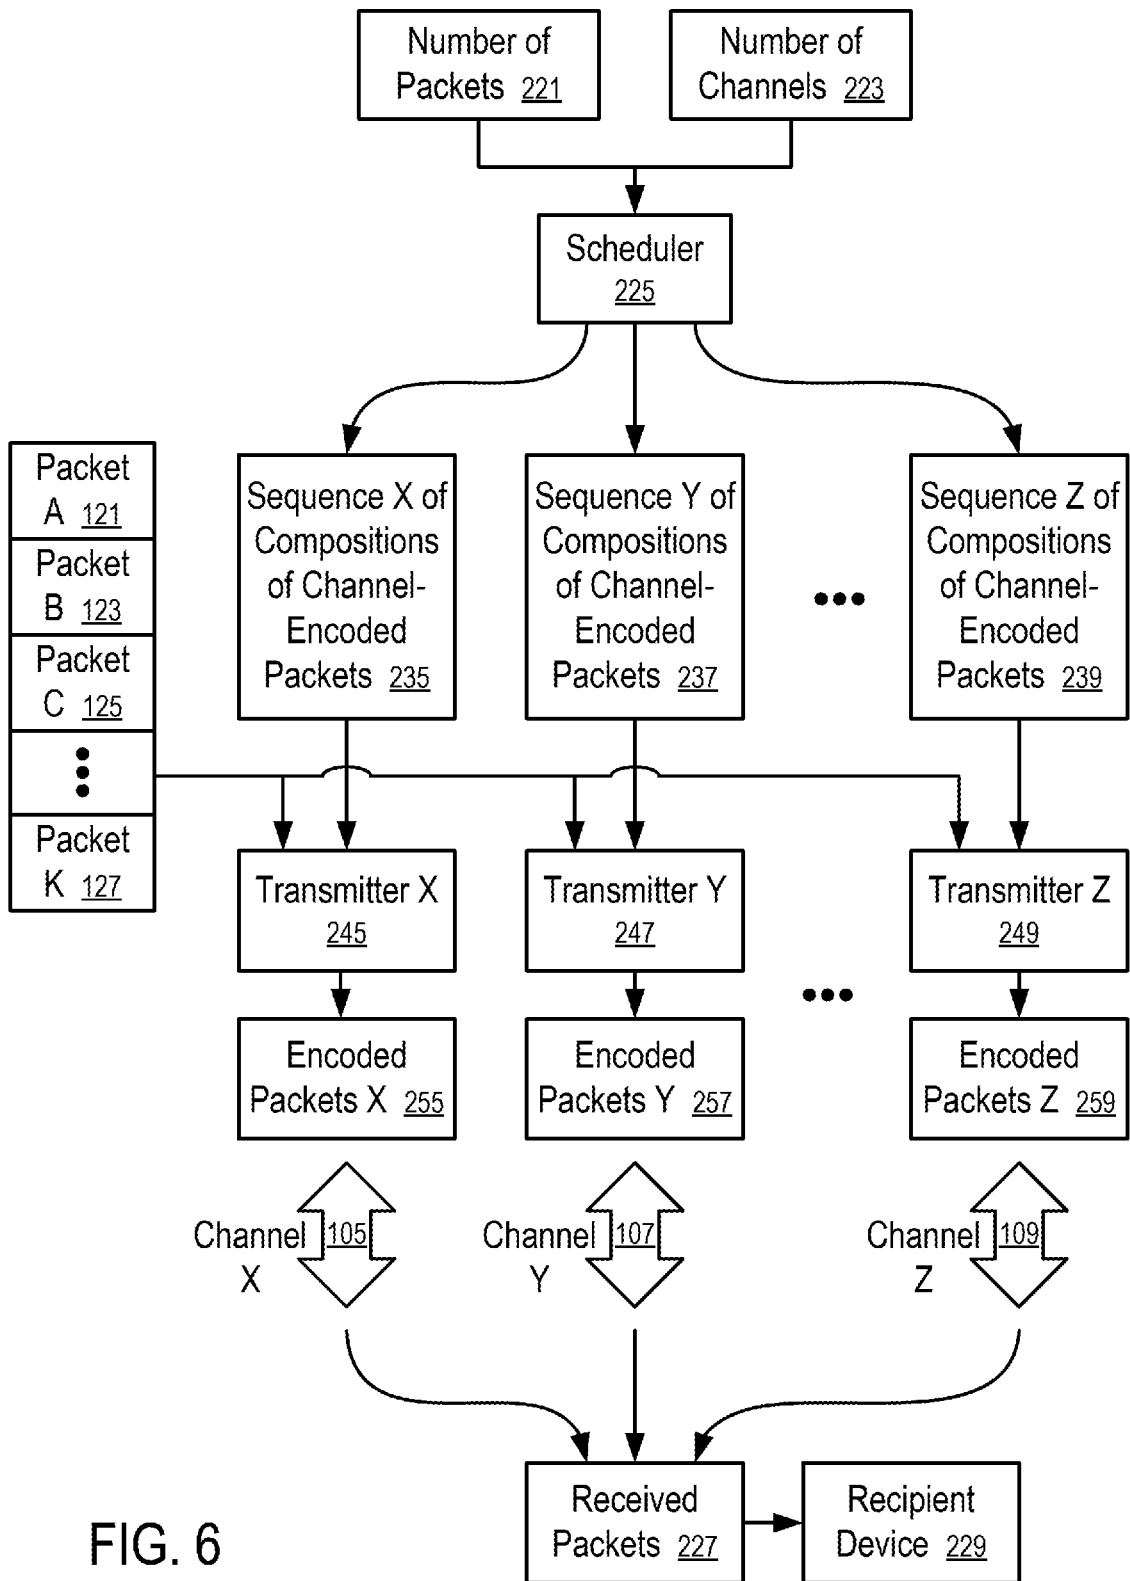 Number of
Packets 221
Number of
Channels 223
Scheduler
225
Packet
A 121
Packet
B 123
Packet
C 125
Packet
K 127
Sequence X of
Compositions
of Channel-
Encoded
Packets 235
Sequence Y of
Compositions
of Channel-
Encoded
Packets 237
Sequence Z of
Compositions
of Channel-
Encoded
Packets 239
Transmitter X
245
Transmitter Y
247
Transmitter Z
249
Encoded
Packets X 255
Encoded
Packets Y 257
Encoded
Packets Z 259
Channel 105
X
Channel 107
Y
Channel 109
Z
Received
Packets 227
Recipient
Device 229
FIG. 6